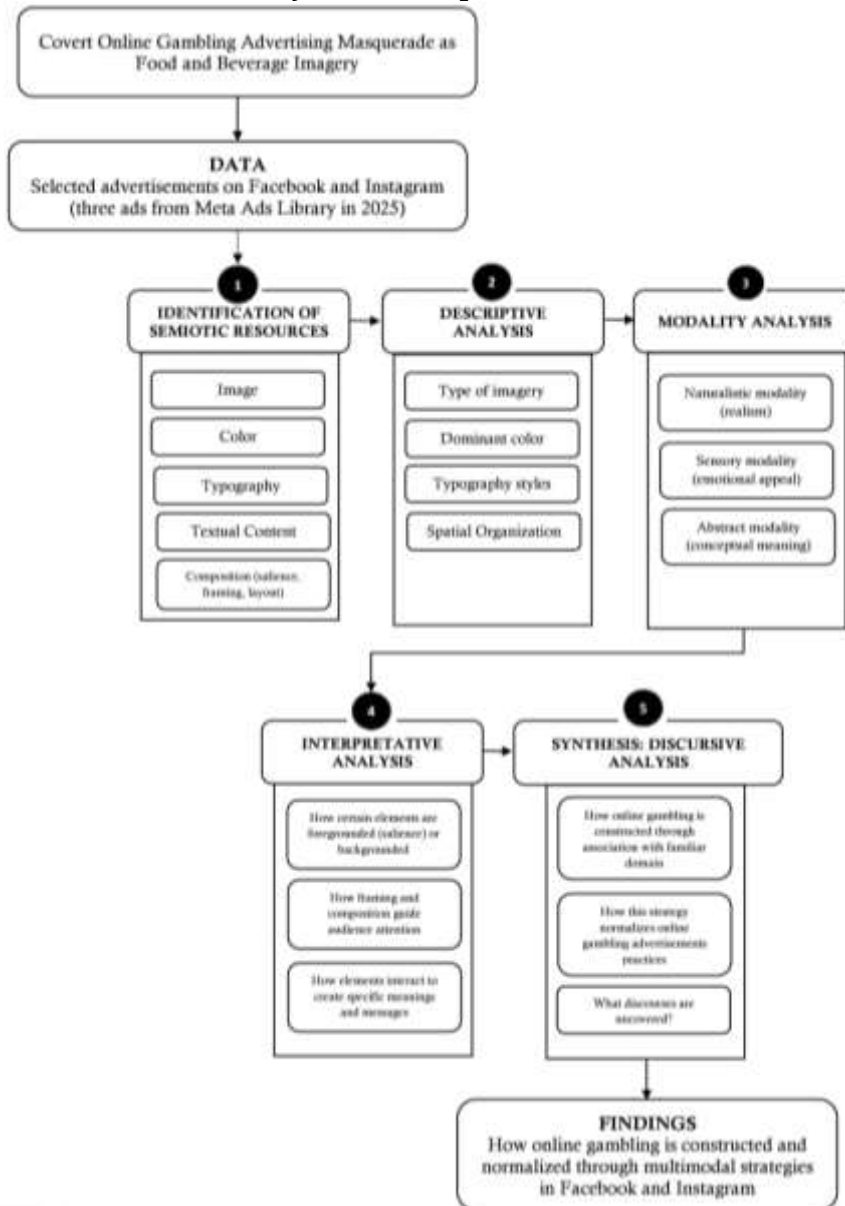 Covert Online Gambling Advertising Masquerade as
Food and Beverage Imagery
DATA
Selected advertisements on Facebook and Instagram
(three ads from Meta Ads Library in 2025)
1
IDENTIFICATION OF
SEMIOTIC RESOURCES
Image
Color
Typography
Textual Content
Composition (salience,
framing, layout)
2
DESCRIPTIVE
ANALYSIS
Type of imagery
Dominant color
Typography styles
Spatial Organization
3
MODALITY ANALYSIS
Naturalistic modality
(realism)
Sensory modality
(emotional appeal)
Abstract modality
(conceptual meaning)
4
INTERPRETATIVE
ANALYSIS
How certain elements are
foregrounded (salience) or
backgrounded
How framing and
composition guide
audience attention
How elements interact to
create specific meanings
and messages
5
SYNTHESIS: DISCURSIVE
ANALYSIS
How online gambling is
constructed through
association with familiar
domain
How this strategy
normalizes online
gambling advertisements
practices
What discourses are
uncovered?
FINDINGS
How online gambling is constructed and
normalized through multimodal strategies
in Facebook and Instagram